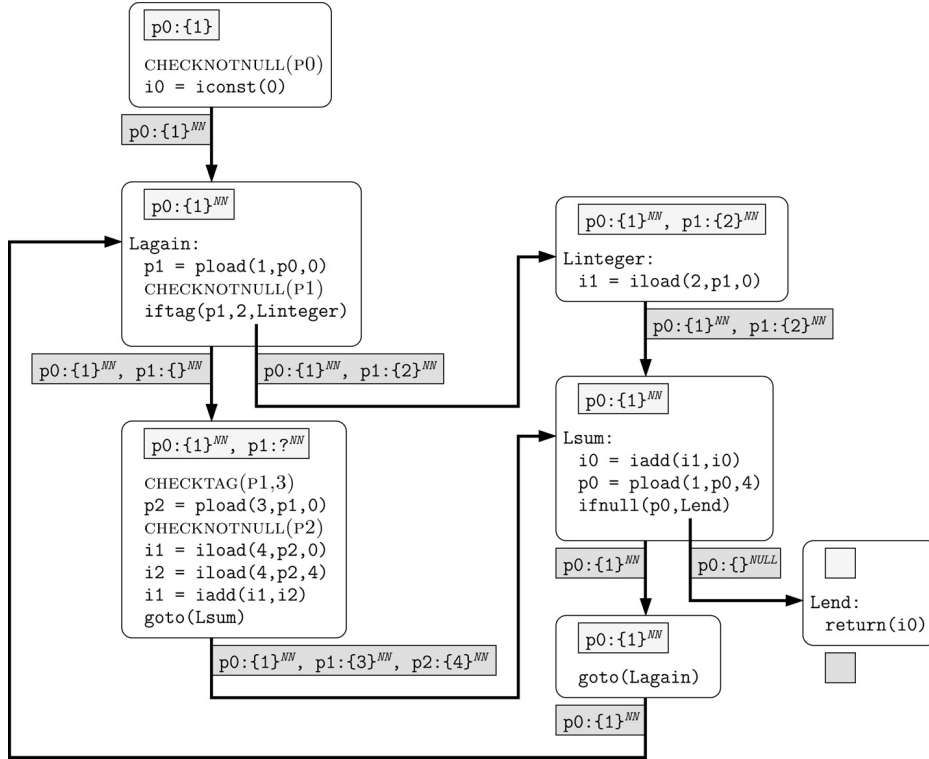 p0:{1}
CHECKNOTNULL(P0)
i0 = iconst(0)
p0:{1}^NN
p0:{1}^NN
Lagain:
p1 = pload(1,p0,0)
CHECKNOTNULL(P1)
iftag(p1,2,Linteger)
p0:{1}^NN, p1:{}^NN
p0:{1}^NN, p1:{2}^NN
p0:{1}^NN, p1:?^NN
CHECKTAG(P1,3)
p2 = pload(3,p1,0)
CHECKNOTNULL(P2)
i1 = iload(4,p2,0)
i2 = iload(4,p2,4)
i1 = iadd(i1,i2)
goto(Lsum)
p0:{1}^NN, p1:{3}^NN, p2:{4}^NN
p0:{1}^NN, p1:{2}^NN
Linteger:
i1 = iload(2,p1,0)
p0:{1}^NN, p1:{2}^NN
p0:{1}^NN
Lsum:
i0 = iadd(i1,i0)
p0 = pload(1,p0,4)
ifnull(p0,Lend)
p0:{1}^NN
p0:{}^NULL
p0:{1}^NN
goto(Lagain)
p0:{1}^NN
Lend:
return(i0)